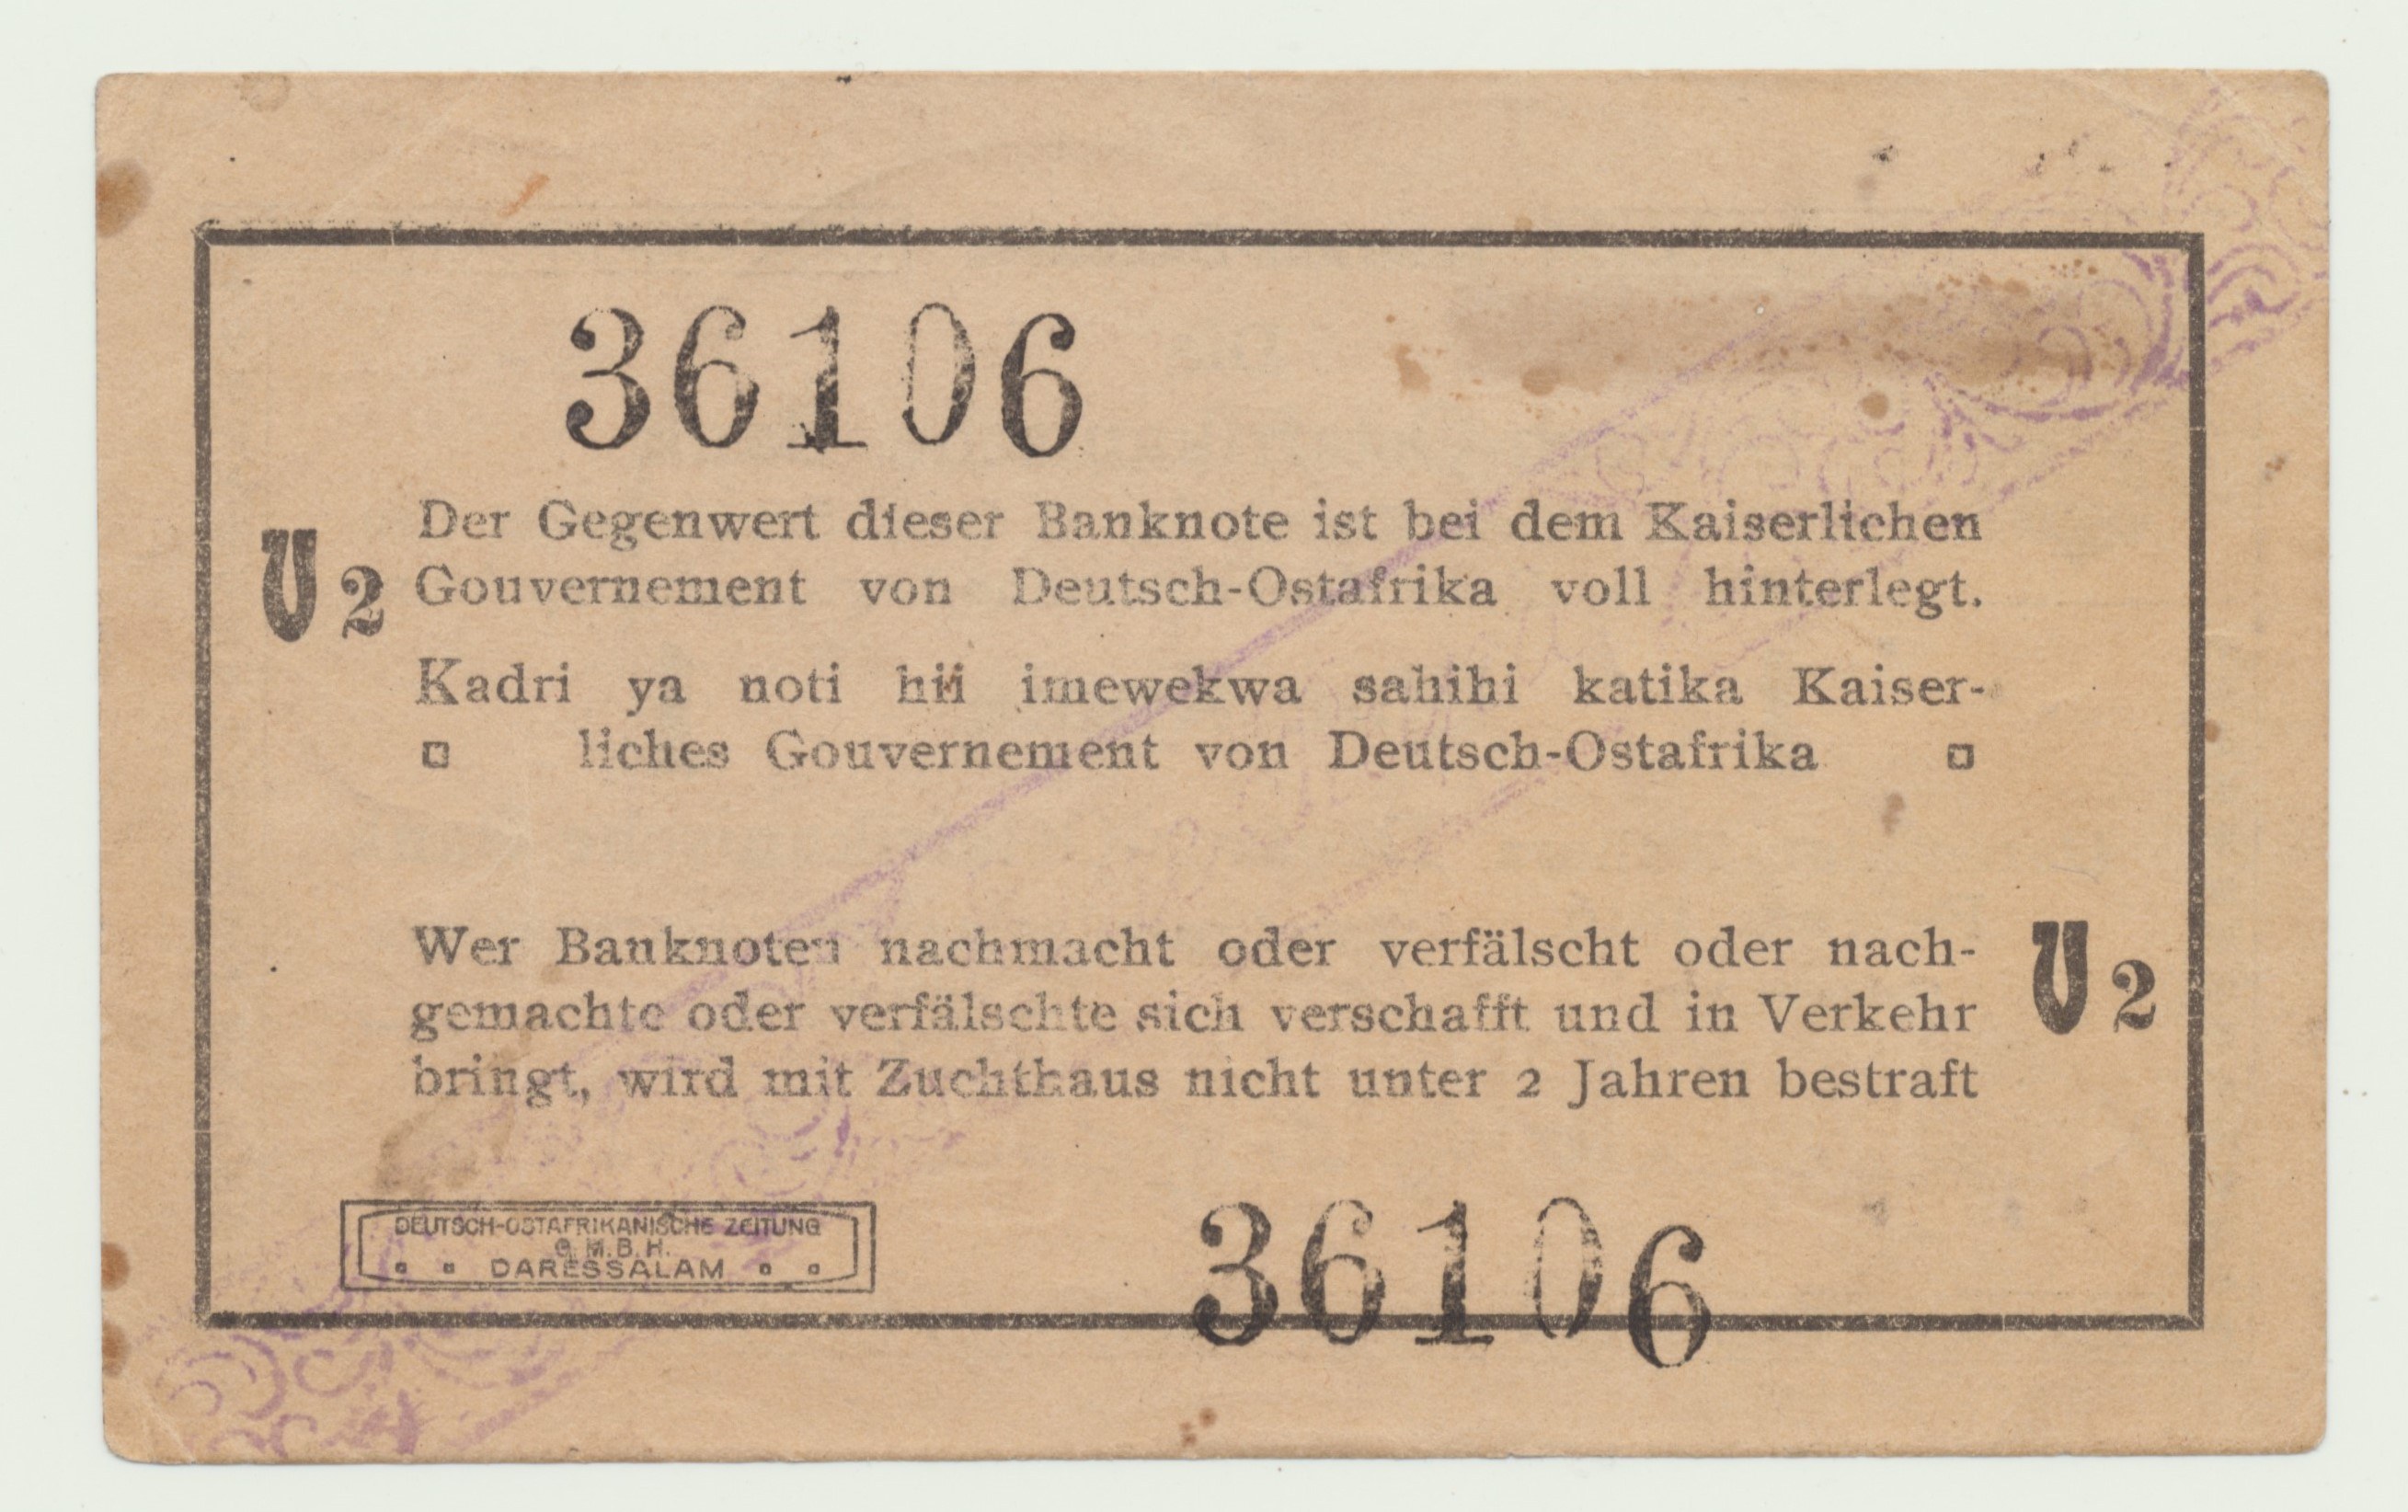 36106
Der Gegenwert dieser Banknote ist bei dem Kaiserlichen
U2 Gouvernement von Deutsch-Ostafrika voll hinterlegt.
Kadri ya noti hii imewekwa sahihi katika Kaiser-
liches Gouvernement von Deutsch-Ostafrika
Wer Banknoten nachmacht oder verfälscht oder nach-
gemachte oder verfälschte sich verschafft und in Verkehr U2
bringt, wird mit Zuchthaus nicht unter 2 Jahren bestraft
DEUTSCH-OSTAFRIKANISCHE ZEITUNG
G.M.B.H.
DARESSALAM
36106